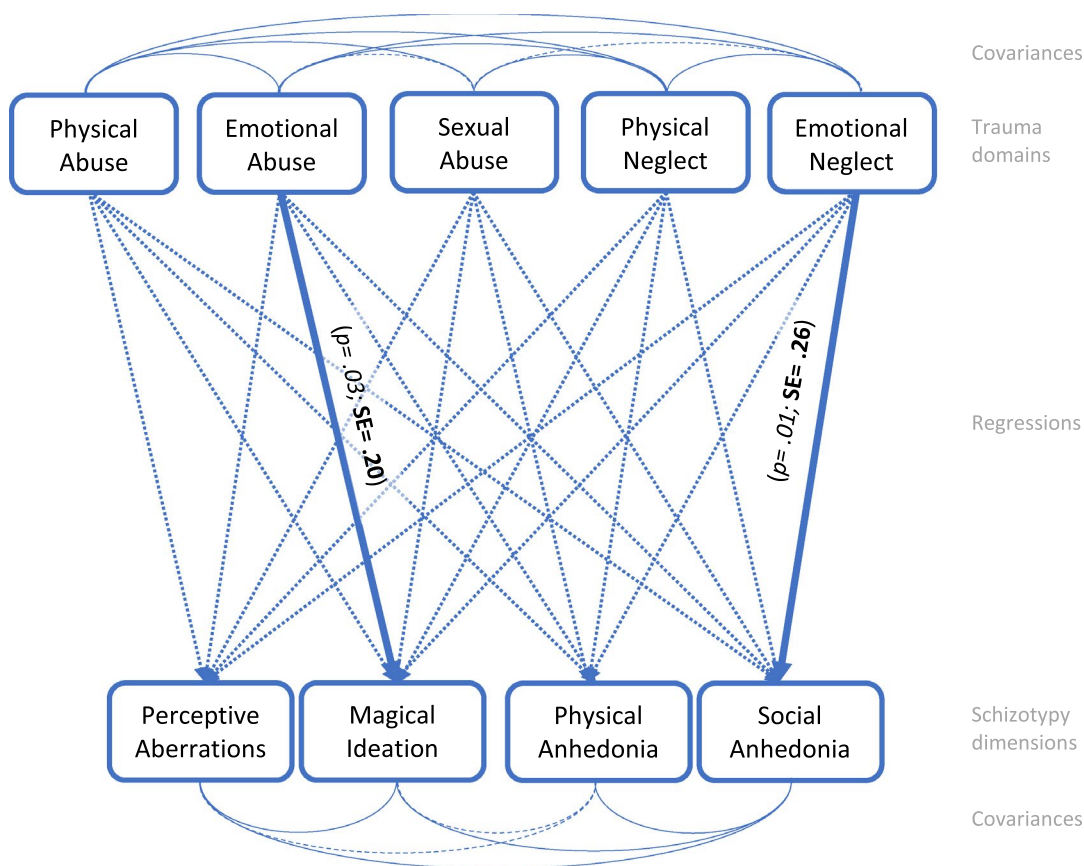 Covariances
Physical
Abuse
Emotional
Abuse
Sexual
Abuse
Physical
Neglect
Emotional
Neglect
Trauma
domains
(p= .03; SE= .20)
(p= .01; SE= .26)
Regressions
Perceptive
Aberrations
Magical
Ideation
Physical
Anhedonia
Social
Anhedonia
Schizotypy
dimensions
Covariances